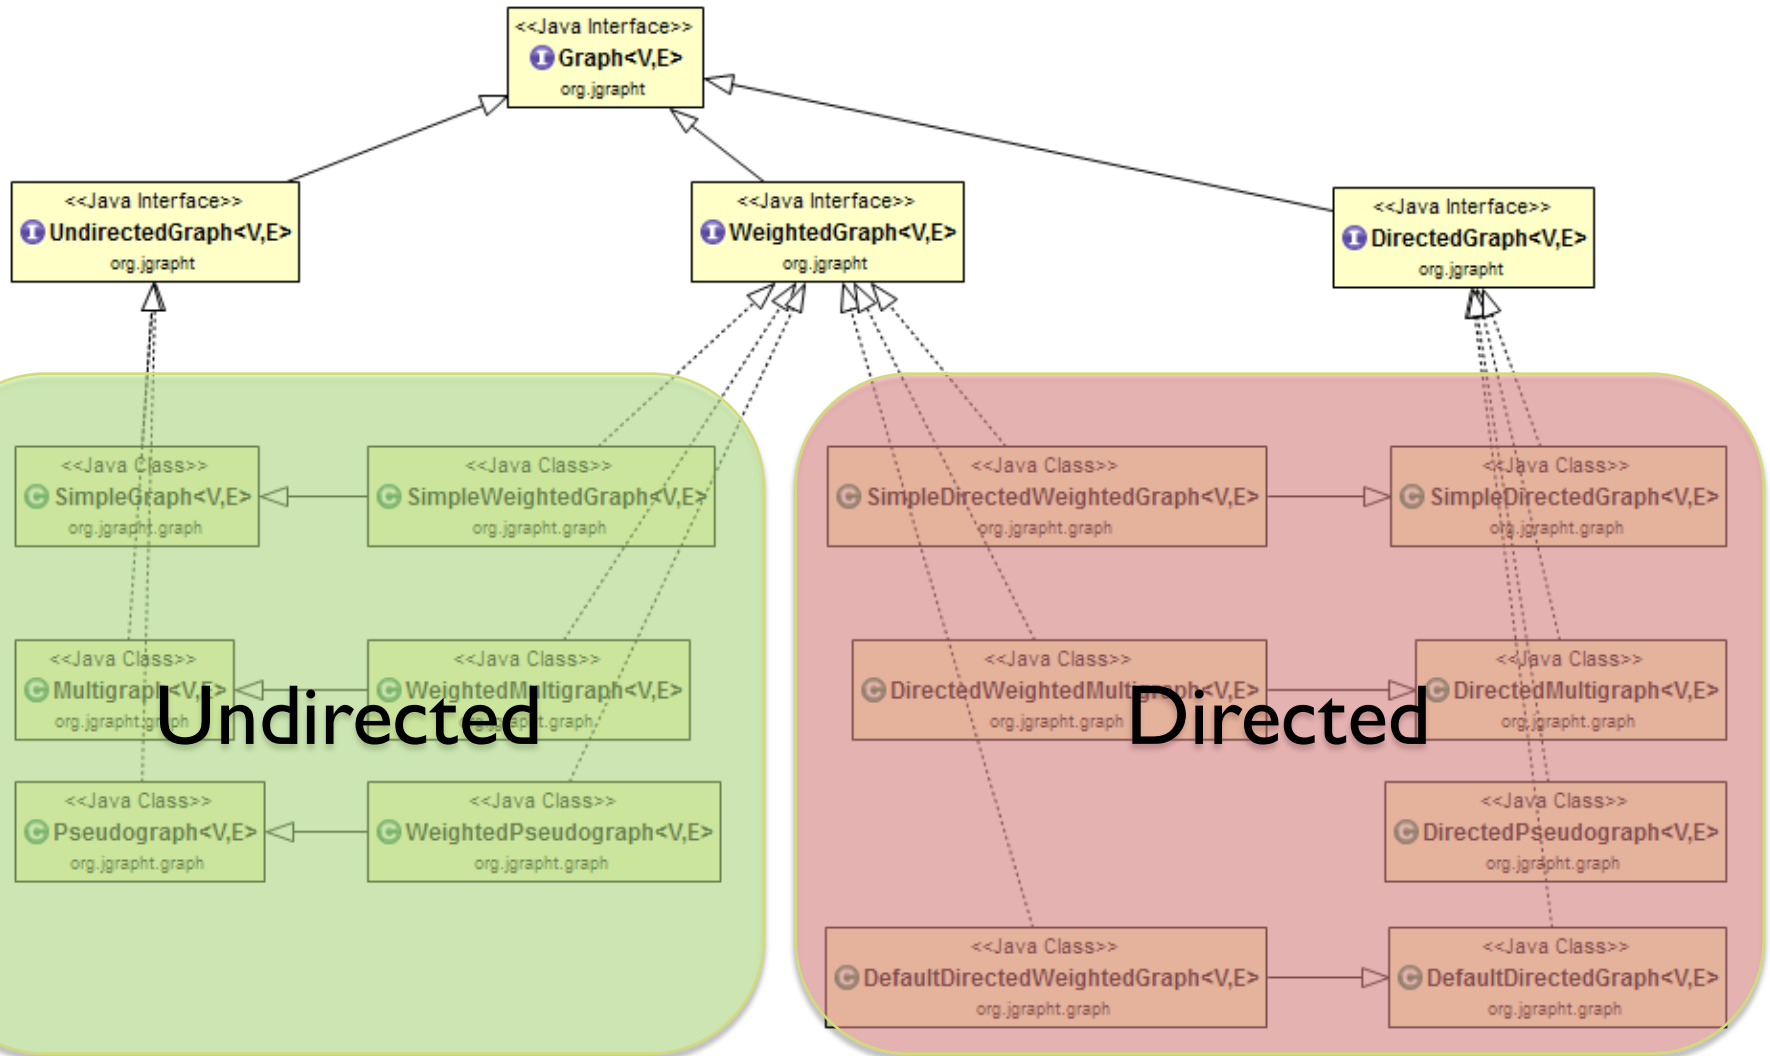 <<Java Interface>>
I Graph<V,E>
org.jgrapht
<<Java Interface>>
I UndirectedGraph<V,E>
org.jgrapht
<<Java Interface>>
I WeightedGraph<V,E>
org.jgrapht
<<Java Interface>>
I DirectedGraph<V,E>
org.jgrapht
<<Java Class>>
C SimpleGraph<V,E>
org.jgrapht.graph
<<Java Class>>
C SimpleWeightedGraph<V,E>
org.jgrapht.graph
<<Java Class>>
C SimpleDirectedWeightedGraph<V,E>
org.jgrapht.graph
<<Java Class>>
C SimpleDirectedGraph<V,E>
org.jgrapht.graph
<<Java Class>>
C Multigraph<V,E>
org.jgrapht.graph
<<Java Class>>
C WeightedMultigraph<V,E>
org.jgrapht.graph
Undirected
<<Java Class>>
C DirectedWeightedMultigraph<V,E>
org.jgrapht.graph
<<Java Class>>
C DirectedMultigraph<V,E>
org.jgrapht.graph
Directed
<<Java Class>>
C Pseudograph<V,E>
org.jgrapht.graph
<<Java Class>>
C WeightedPseudograph<V,E>
org.jgrapht.graph
<<Java Class>>
C DirectedPseudograph<V,E>
org.jgrapht.graph
<<Java Class>>
C DefaultDirectedWeightedGraph<V,E>
org.jgrapht.graph
<<Java Class>>
C DefaultDirectedGraph<V,E>
org.jgrapht.graph